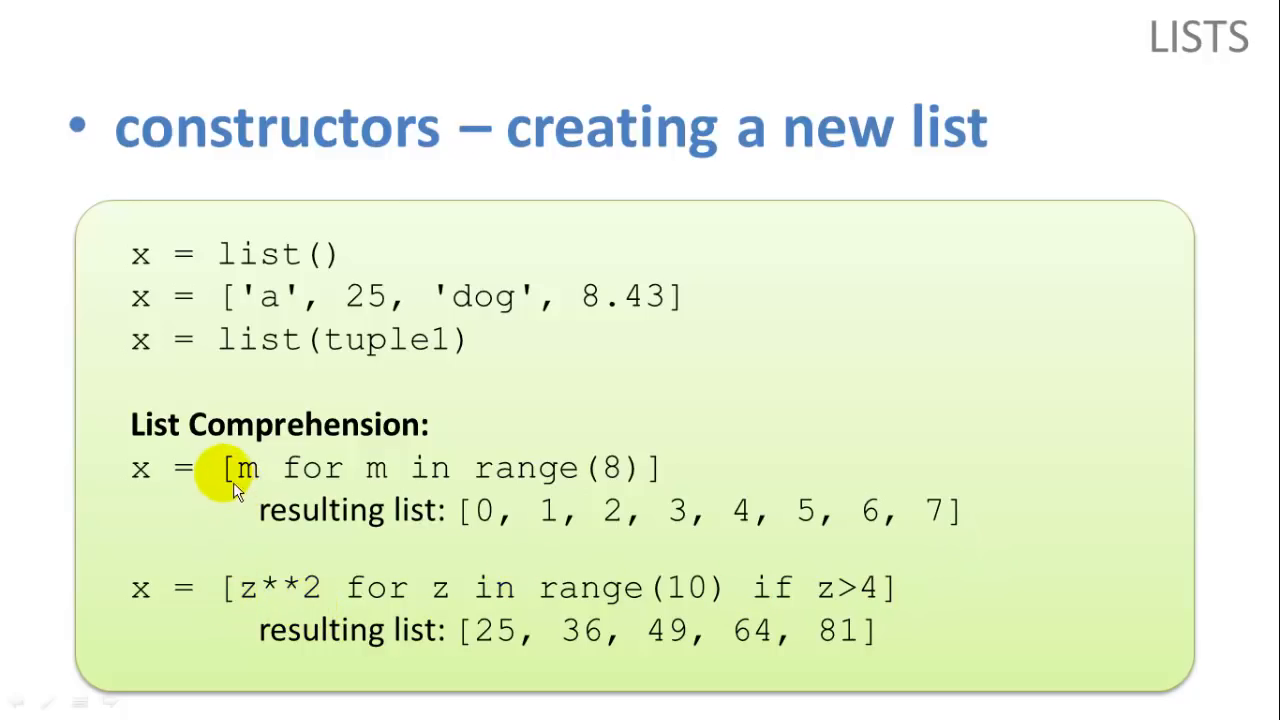 LISTS
• constructors – creating a new list
x = list()
x = ['a', 25, 'dog', 8.43]
x = list(tuple1)
List Comprehension:
x = [m for m in range(8)]
resulting list: [0, 1, 2, 3, 4, 5, 6, 7]
x = [z**2 for z in range(10) if z>4]
resulting list: [25, 36, 49, 64, 81]